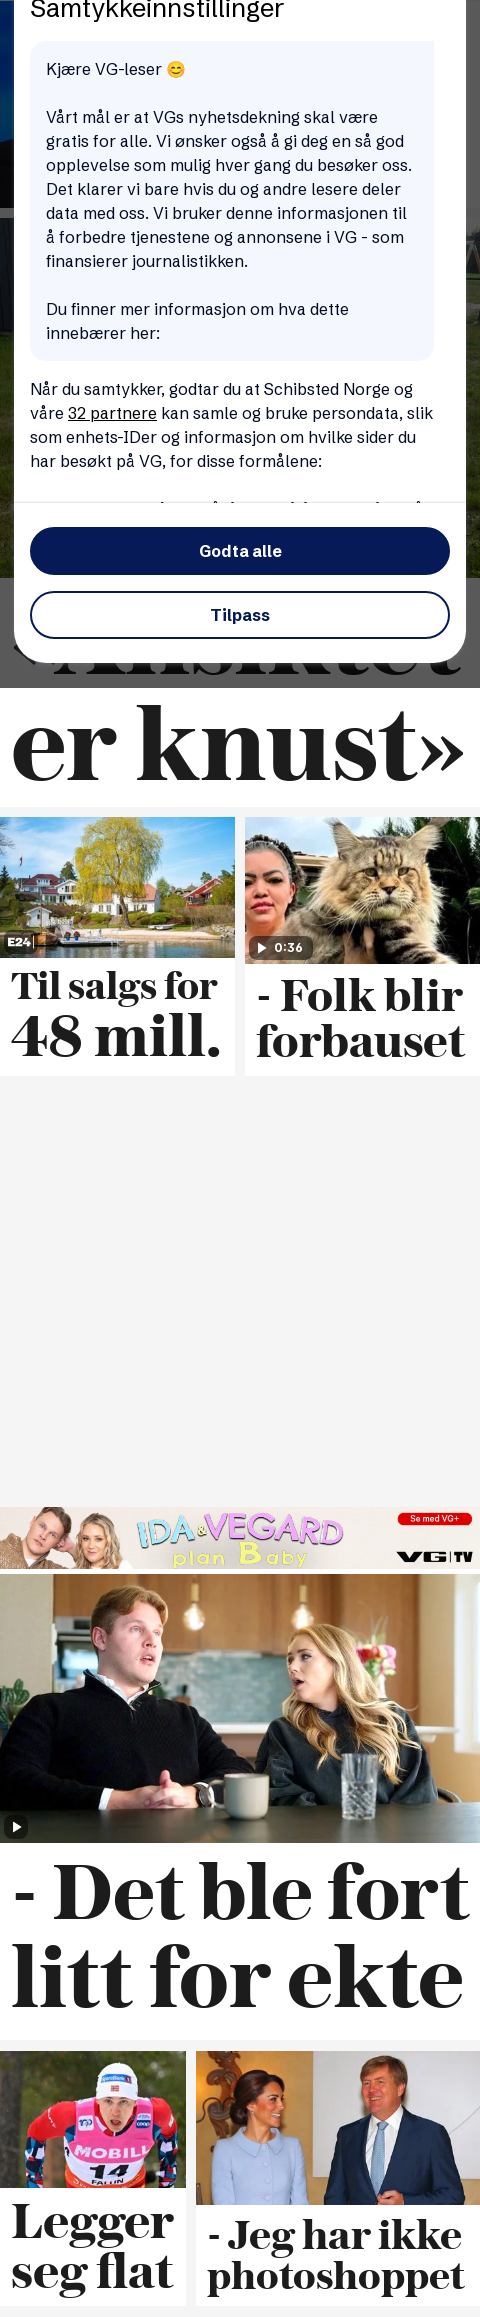 Samtykkeinnstillinger
Kjære VG-leser 😊
Vårt mål er at VGs nyhetsdekning skal være
gratis for alle. Vi ønsker også å gi deg en så god
opplevelse som mulig hver gang du besøker oss.
Det klarer vi bare hvis du og andre lesere deler
data med oss. Vi bruker denne informasjonen til
å forbedre tjenestene og annonsene i VG - som
finansierer journalistikken.
Du finner mer informasjon om hva dette
innebærer her:
Når du samtykker, godtar du at Schibsted Norge og
våre 32 partnere kan samle og bruke persondata, slik
som enhets-IDer og informasjon om hvilke sider du
har besøkt på VG, for disse formålene:
Godta alle
Tilpass
«Ansiktet
er knust»
E24
0:36
Til salgs for
48 mill.
- Folk blir
forbauset
IDA & VEGARD
plan Baby
Se med VG+
VG TV
- Det ble fort
litt for ekte
MOBILL
14
FALUN
Legger
seg flat
- Jeg har ikke
photoshoppet